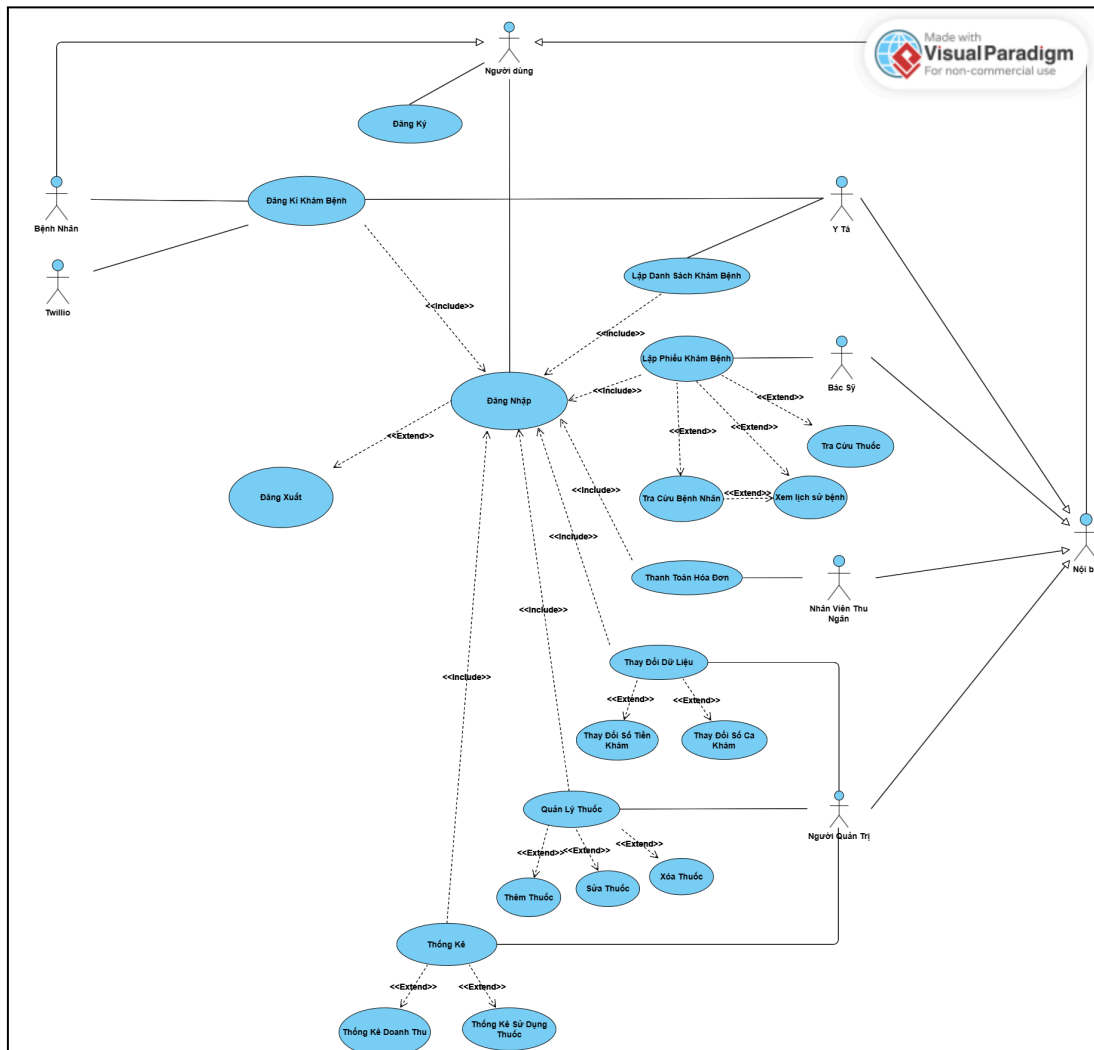 Made with
Visual Paradigm
For non-commercial use
Người dùng
Đăng Ký
Bệnh Nhân
Đăng Kí Khám Bệnh
Y Tá
Twillio
Lập Danh Sách Khám Bệnh
<<Include>>
<<Include>>
Lập Phiếu Khám Bệnh
Bác Sỹ
<<Include>>
Đăng Nhập
<<Extend>>
<<Extend>>
<<Extend>>
<<Extend>>
Tra Cứu Thuốc
Đăng Xuất
Tra Cứu Bệnh Nhân
<<Extend>>
Xem lịch sử bệnh
<<Include>>
<<Include>>
Nội b
Thanh Toán Hóa Đơn
Nhân Viên Thu
Ngân
<<Include>>
Thay Đổi Dữ Liệu
<<Include>>
<<Extend>>
<<Extend>>
Thay Đổi Số Tiền
Khám
Thay Đổi Số Ca
Khám
Quản Lý Thuốc
Người Quản Trị
<<Extend>>
<<Extend>>
<<Extend>>
Thêm Thuốc
Sửa Thuốc
Xóa Thuốc
Thống Kê
<<Extend>>
<<Extend>>
Thống Kê Doanh Thu
Thống Kê Sử Dụng
Thuốc